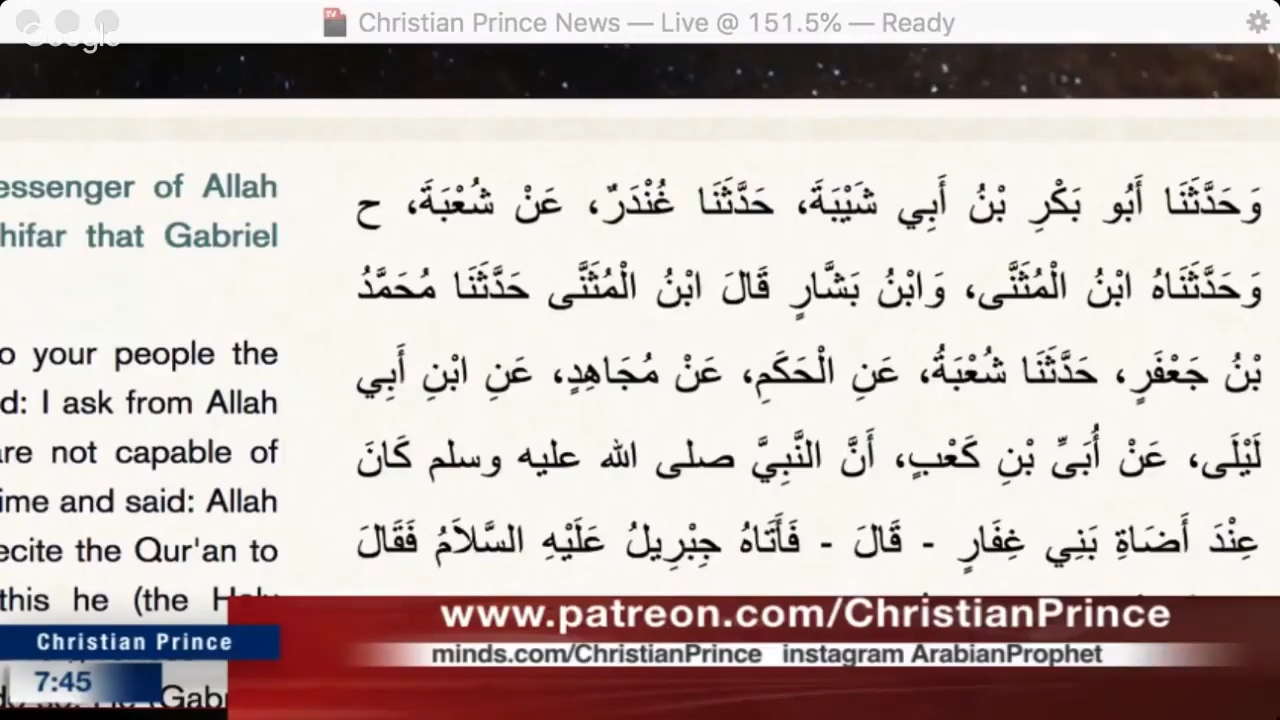 Christian Prince News — Live @ 151.5% — Ready
Google
essenger of Allah
hifar that Gabriel
o your people the
d: I ask from Allah
are not capable of
ime and said: Allah
ecite the Qur'an to
this he (the Holy
وَحَدَّثَنَا أَبُو بَكْرِ بْنُ أَبِي شَيْبَةَ، حَدَّثَنَا غُنْدَرٌ، عَنْ شُعْبَةَ، ح
وَحَدَّثَنَاهُ ابْنُ الْمُثَنَّى، وَابْنُ بَشَّارٍ قَالَ ابْنُ الْمُثَنَّى حَدَّثَنَا مُحَمَّدُ
بْنُ جَعْفَرٍ، حَدَّثَنَا شُعْبَةُ، عَنِ الْحَكَمِ، عَنْ مُجَاهِدٍ، عَنِ ابْنِ أَبِي
لَيْلَى، عَنْ أُبَىِّ بْنِ كَعْبٍ، أَنَّ النَّبِيَّ صلى الله عليه وسلم كَانَ
عِنْدَ أَضَاةِ بَنِي غِفَارٍ - قَالَ - فَأَتَاهُ جِبْرِيلُ عَلَيْهِ السَّلاَمُ فَقَالَ
www.patreon.com/ChristianPrince
Christian Prince
minds.com/ChristianPrince instagram ArabianProphet
7:45
(Gabr